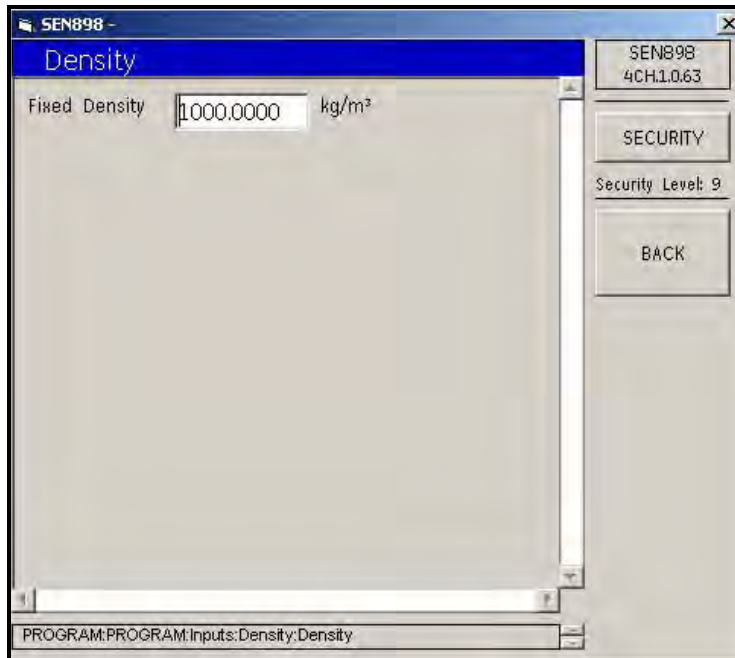 SEN898 -
Density
Fixed Density 1000.0000 kg/m³
SEN898
4CH.1.0.63
SECURITY
Security Level: 9
BACK
PROGRAM:PROGRAM:Inputs:Density:Density